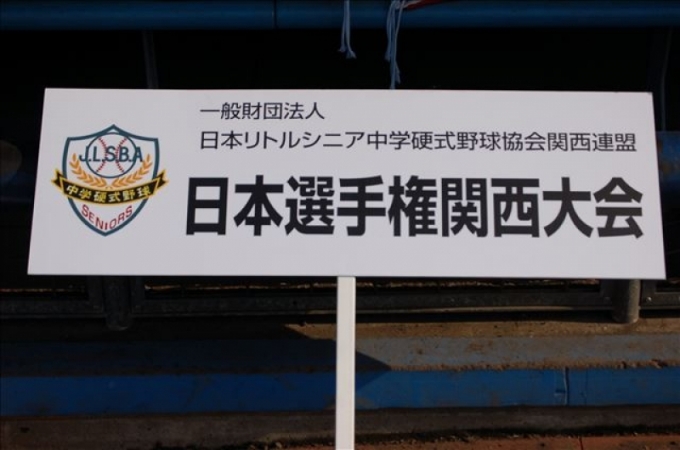 一般財団法人
日本リトルシニア中学硬式野球協会関西連盟
日本選手権関西大会
J.L.S.B.A
中学硬式野球
SENIORS